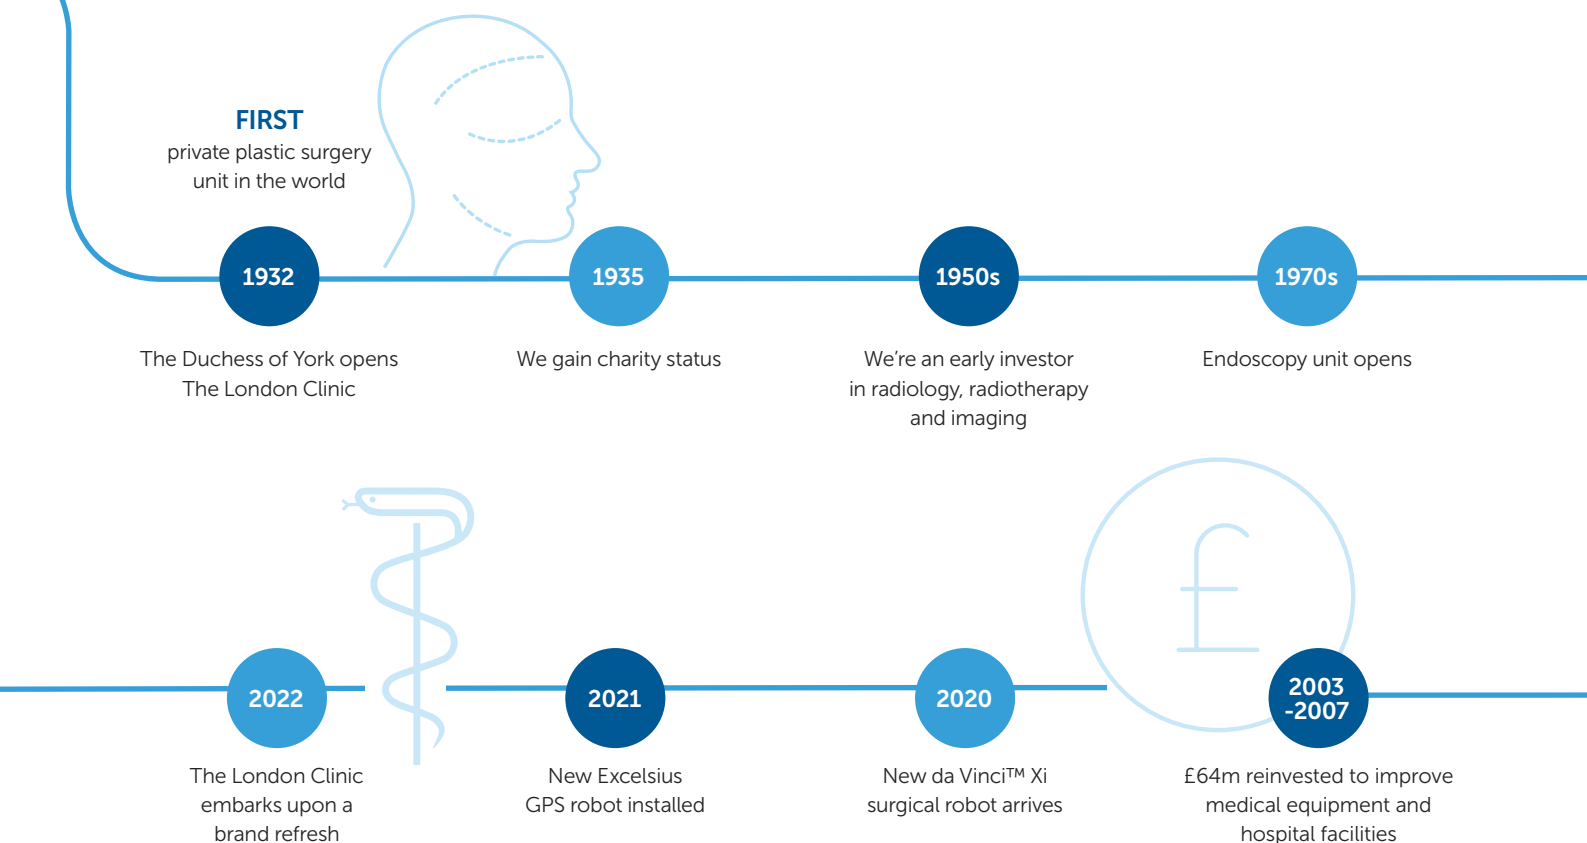 FIRST
private plastic surgery
unit in the world
1932
The Duchess of York opens
The London Clinic
1935
We gain charity status
1950s
We're an early investor
in radiology, radiotherapy
and imaging
1970s
Endoscopy unit opens
2022
The London Clinic
embarks upon a
brand refresh
2021
New Excelsius
GPS robot installed
2020
New da Vinci™ Xi
surgical robot arrives
£
2003
-2007
£64m reinvested to improve
medical equipment and
hospital facilities